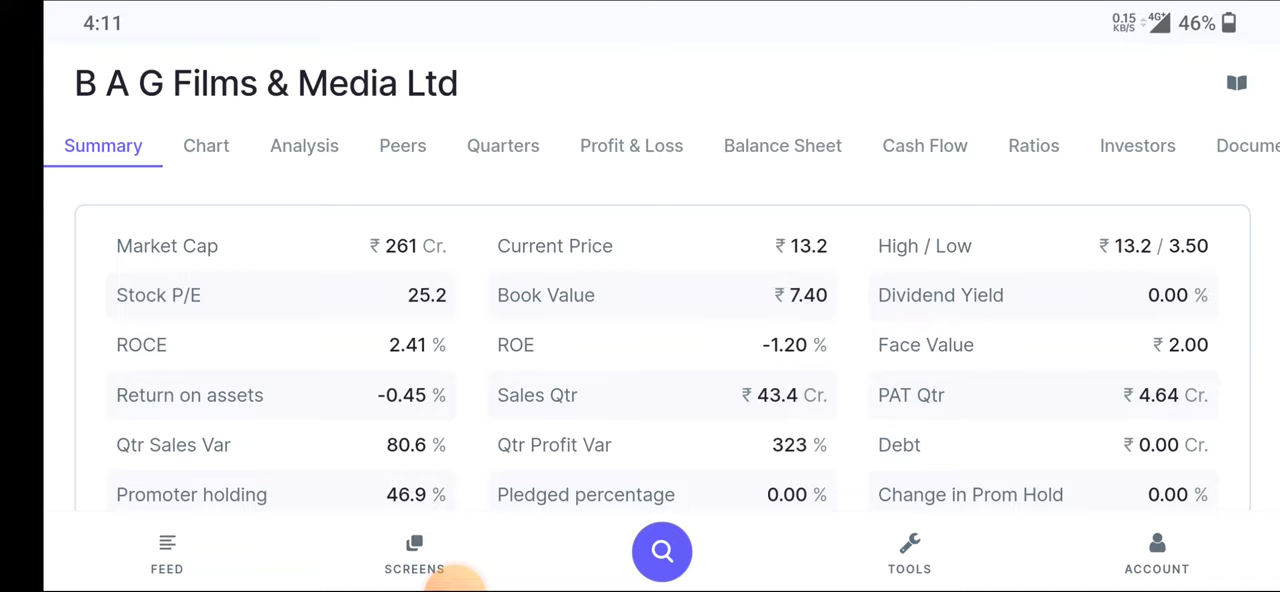 4:11 0.15 KB/S 4G+ 46%
B A G Films & Media Ltd
Summary Chart Analysis Peers Quarters Profit & Loss Balance Sheet Cash Flow Ratios Investors Docume
Market Cap ₹ 261 Cr. Current Price ₹ 13.2 High / Low ₹ 13.2 / 3.50
Stock P/E 25.2 Book Value ₹ 7.40 Dividend Yield 0.00 %
ROCE 2.41 % ROE -1.20 % Face Value ₹ 2.00
Return on assets -0.45 % Sales Qtr ₹ 43.4 Cr. PAT Qtr ₹ 4.64 Cr.
Qtr Sales Var 80.6 % Qtr Profit Var 323 % Debt ₹ 0.00 Cr.
Promoter holding 46.9 % Pledged percentage 0.00 % Change in Prom Hold 0.00 %
FEED SCREENS TOOLS ACCOUNT